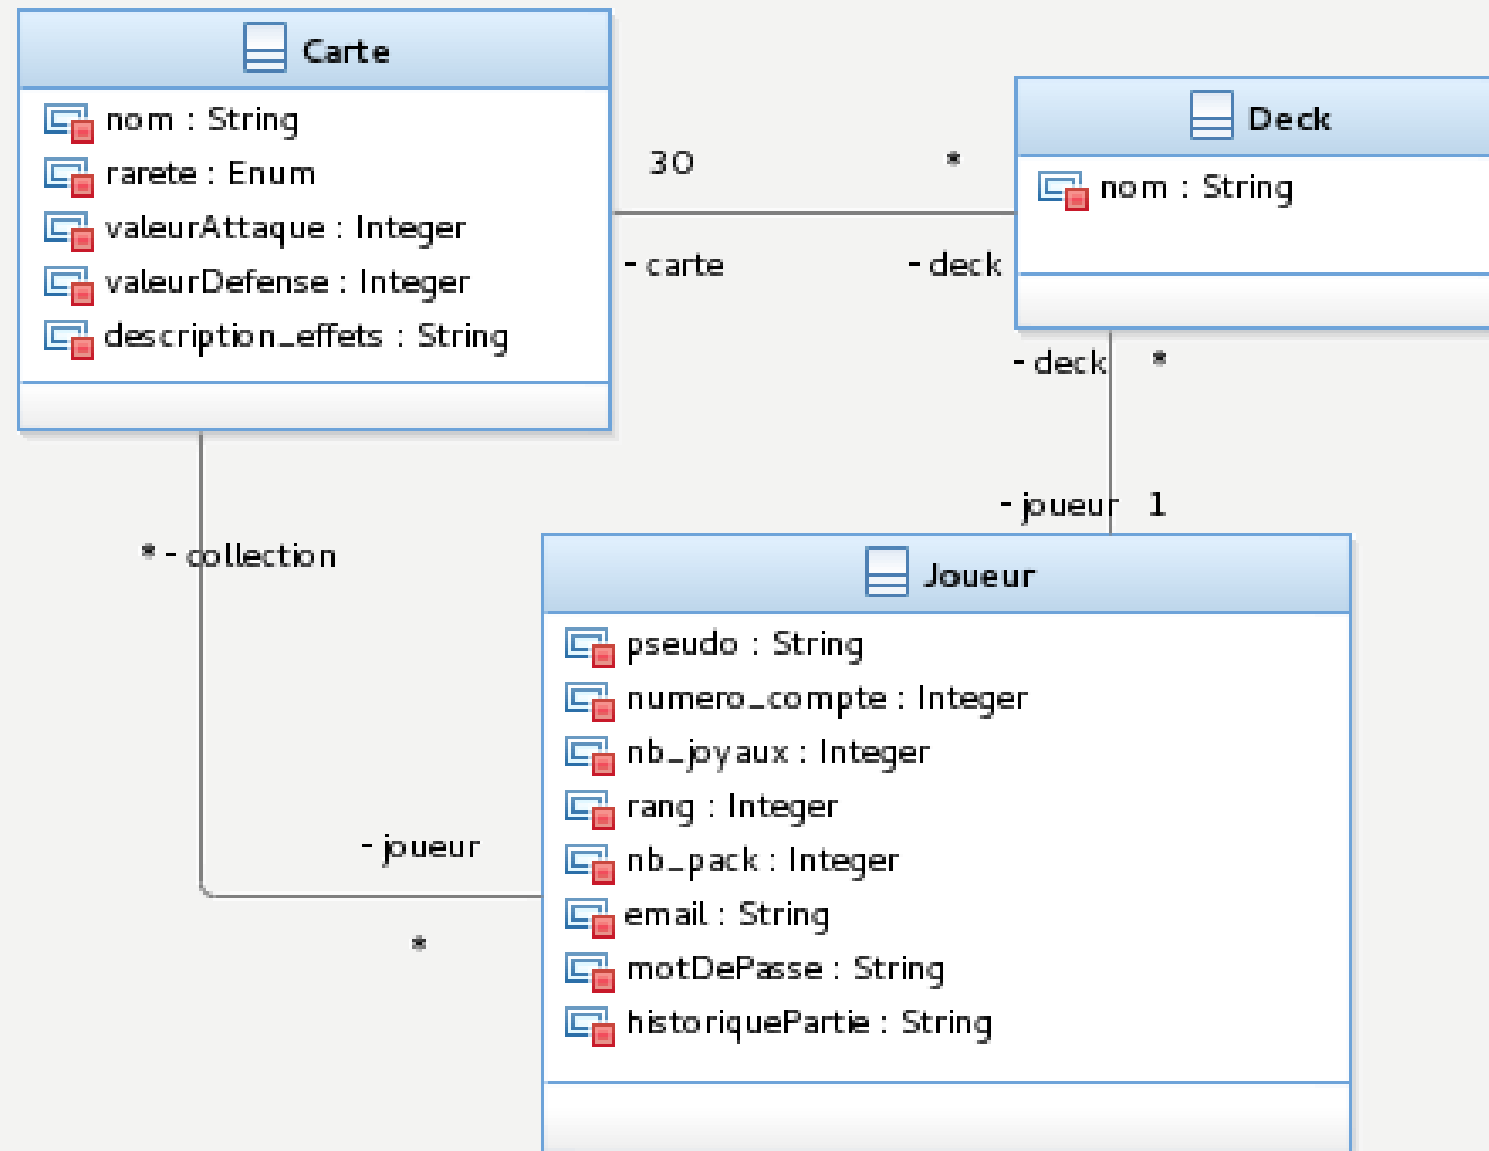 Carte
nom : String
rarete : Enum
valeurAttaque : Integer
valeurDefense : Integer
description_effets : String
30 *
- carte - deck
Deck
nom : String
- deck *
- joueur 1
* - collection
- joueur
*
Joueur
pseudo : String
numero_compte : Integer
nb_joyaux : Integer
rang : Integer
nb_pack : Integer
email : String
motDePasse : String
historiquePartie : String